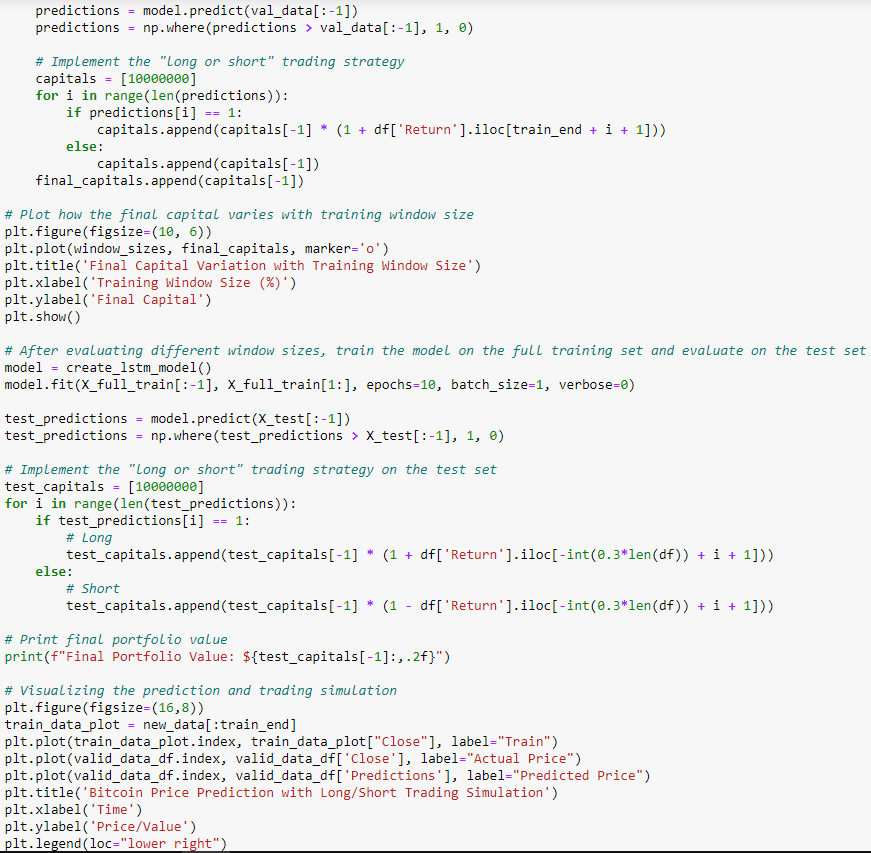 predictions = model.predict(val_data[:-1])
    predictions = np.where(predictions > val_data[:-1], 1, 0)

    # Implement the "long or short" trading strategy
    capitals = [10000000]
    for i in range(len(predictions)):
        if predictions[i] == 1:
            capitals.append(capitals[-1] * (1 + df['Return'].iloc[train_end + i + 1]))
        else:
            capitals.append(capitals[-1])
    final_capitals.append(capitals[-1])

# Plot how the final capital varies with training window size
plt.figure(figsize=(10, 6))
plt.plot(window_sizes, final_capitals, marker='o')
plt.title('Final Capital Variation with Training Window Size')
plt.xlabel('Training Window Size (%)')
plt.ylabel('Final Capital')
plt.show()

# After evaluating different window sizes, train the model on the full training set and evaluate on the test set
model = create_lstm_model()
model.fit(X_full_train[:-1], X_full_train[1:], epochs=10, batch_size=1, verbose=0)

test_predictions = model.predict(X_test[:-1])
test_predictions = np.where(test_predictions > X_test[:-1], 1, 0)

# Implement the "long or short" trading strategy on the test set
test_capitals = [10000000]
for i in range(len(test_predictions)):
    if test_predictions[i] == 1:
        # Long
        test_capitals.append(test_capitals[-1] * (1 + df['Return'].iloc[-int(0.3*len(df)) + i + 1]))
    else:
        # Short
        test_capitals.append(test_capitals[-1] * (1 - df['Return'].iloc[-int(0.3*len(df)) + i + 1]))

# Print final portfolio value
print(f"Final Portfolio Value: ${test_capitals[-1]:,.2f}")

# Visualizing the prediction and trading simulation
plt.figure(figsize=(16,8))
train_data_plot = new_data[:train_end]
plt.plot(train_data_plot.index, train_data_plot["Close"], label="Train")
plt.plot(valid_data_df.index, valid_data_df['Close'], label="Actual Price")
plt.plot(valid_data_df.index, valid_data_df['Predictions'], label="Predicted Price")
plt.title('Bitcoin Price Prediction with Long/Short Trading Simulation')
plt.xlabel('Time')
plt.ylabel('Price/Value')
plt.legend(loc="lower right")